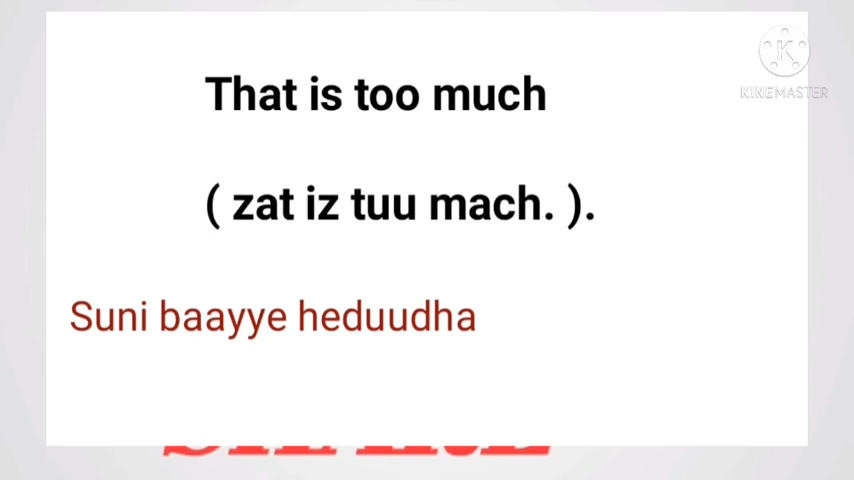 That is too much
KINEMASTER
( zat iz tuu mach. ).
Suni baayye heduudha